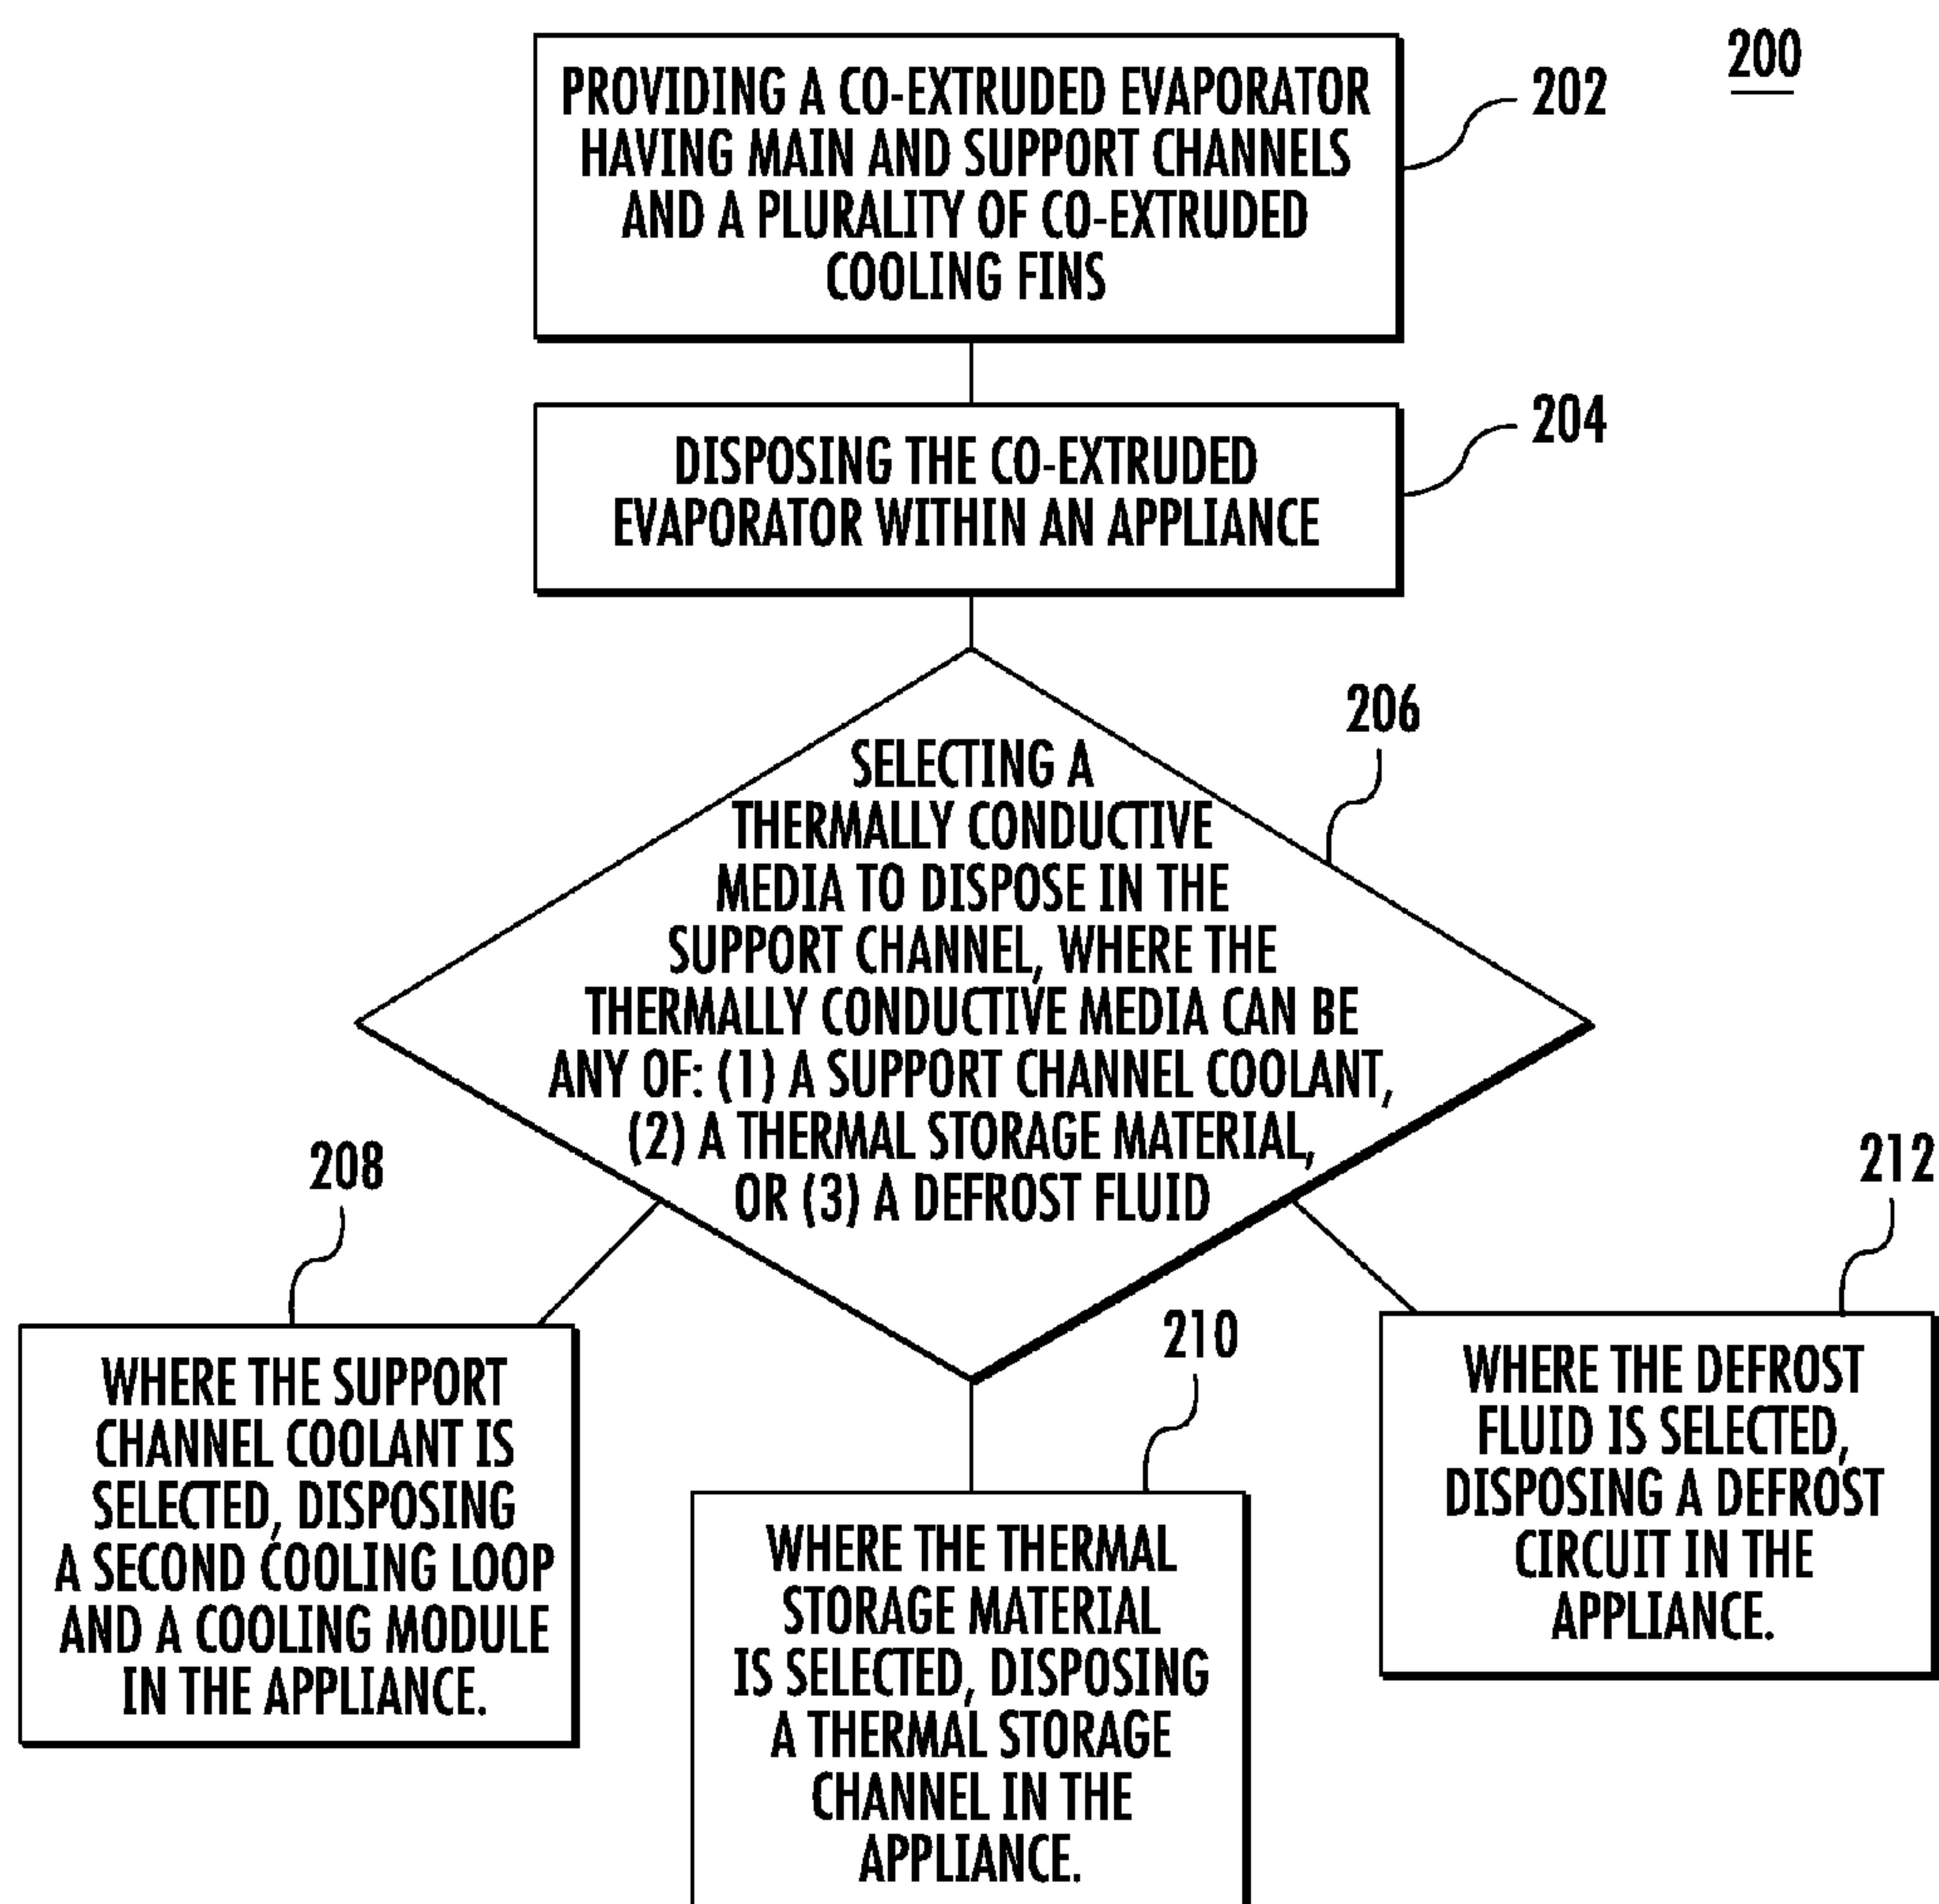 200
PROVIDING A CO-EXTRUDED EVAPORATOR
HAVING MAIN AND SUPPORT CHANNELS
AND A PLURALITY OF CO-EXTRUDED
COOLING FINS
202
DISPOSING THE CO-EXTRUDED
EVAPORATOR WITHIN AN APPLIANCE
204
206
SELECTING A
THERMALLY CONDUCTIVE
MEDIA TO DISPOSE IN THE
SUPPORT CHANNEL, WHERE THE
THERMALLY CONDUCTIVE MEDIA CAN BE
ANY OF: (1) A SUPPORT CHANNEL COOLANT,
(2) A THERMAL STORAGE MATERIAL,
OR (3) A DEFROST FLUID
208
WHERE THE SUPPORT
CHANNEL COOLANT IS
SELECTED, DISPOSING
A SECOND COOLING LOOP
AND A COOLING MODULE
IN THE APPLIANCE.
210
WHERE THE THERMAL
STORAGE MATERIAL
IS SELECTED, DISPOSING
A THERMAL STORAGE
CHANNEL IN THE
APPLIANCE.
212
WHERE THE DEFROST
FLUID IS SELECTED,
DISPOSING A DEFROST
CIRCUIT IN THE
APPLIANCE.